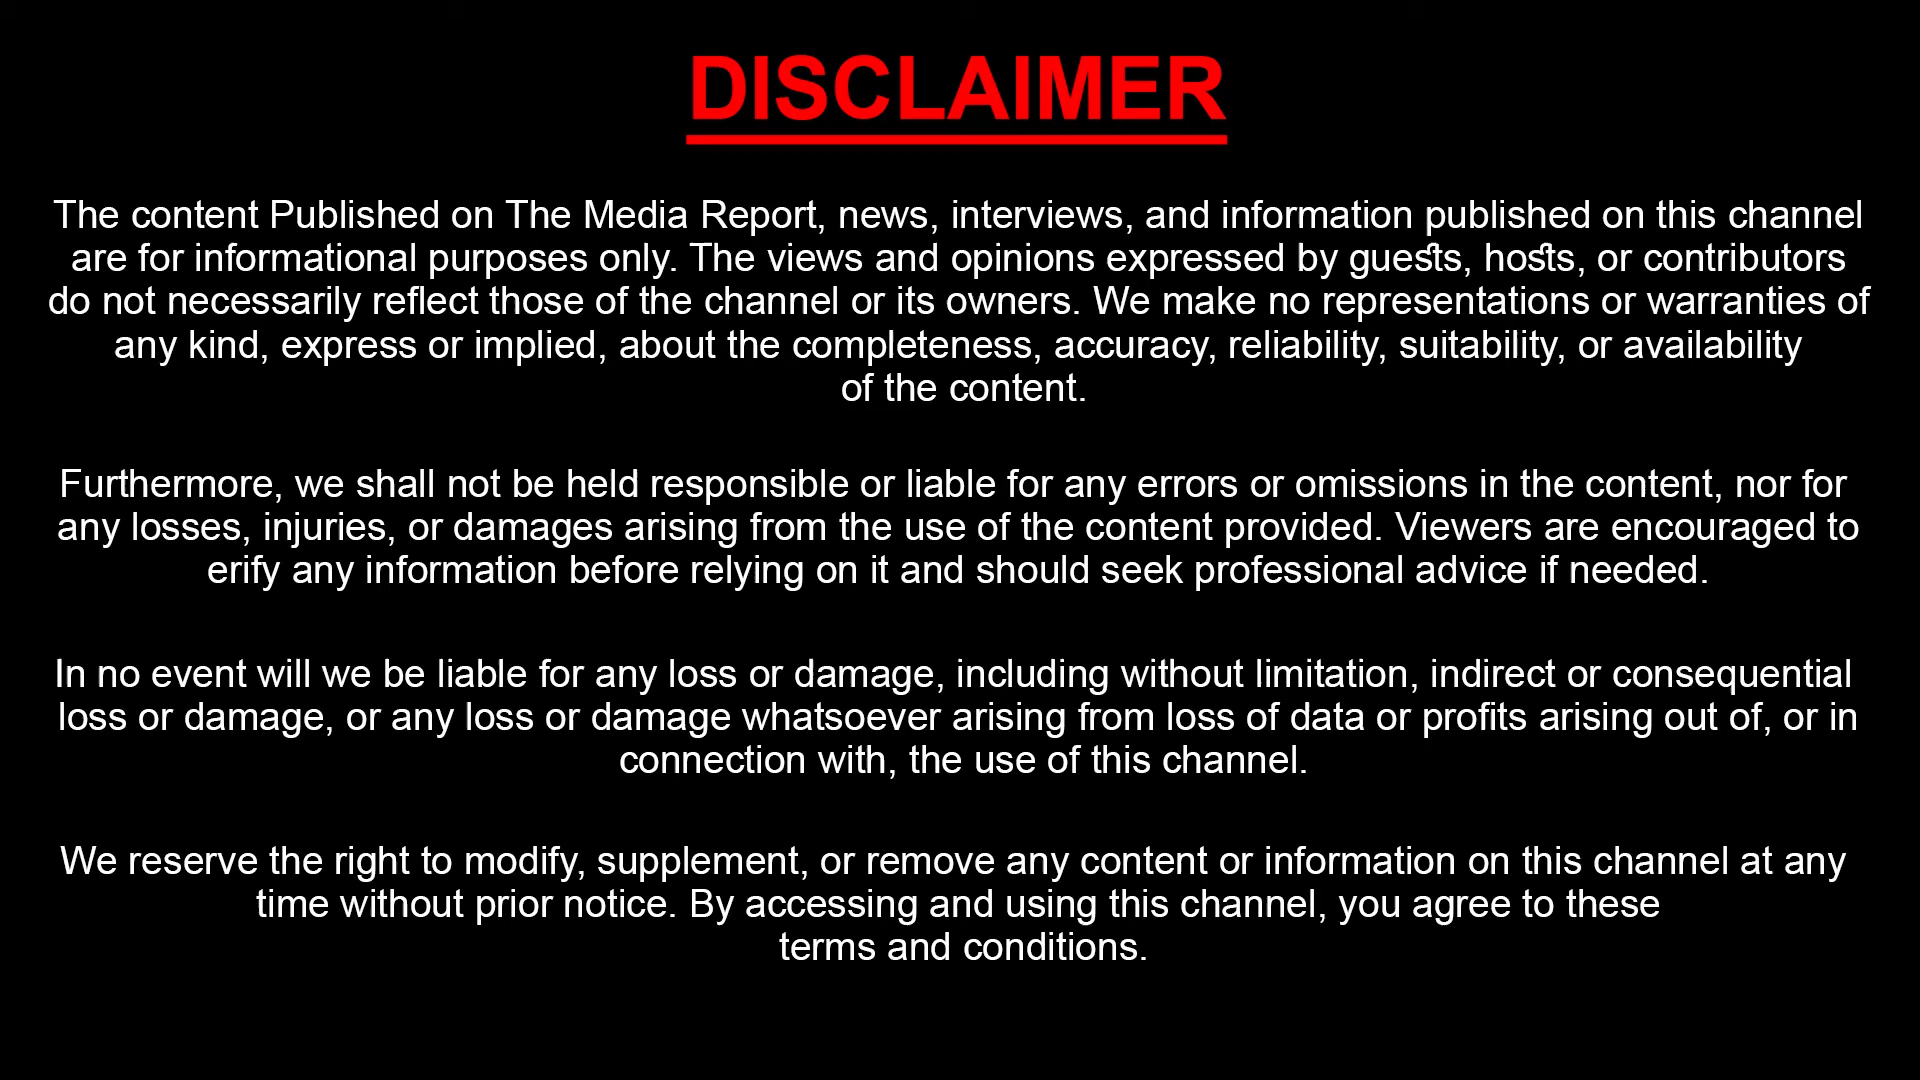 DISCLAIMER
The content Published on The Media Report, news, interviews, and information published on this channel
are for informational purposes only. The views and opinions expressed by guests, hosts, or contributors
do not necessarily reflect those of the channel or its owners. We make no representations or warranties of
any kind, express or implied, about the completeness, accuracy, reliability, suitability, or availability
of the content.
Furthermore, we shall not be held responsible or liable for any errors or omissions in the content, nor for
any losses, injuries, or damages arising from the use of the content provided. Viewers are encouraged to
erify any information before relying on it and should seek professional advice if needed.
In no event will we be liable for any loss or damage, including without limitation, indirect or consequential
loss or damage, or any loss or damage whatsoever arising from loss of data or profits arising out of, or in
connection with, the use of this channel.
We reserve the right to modify, supplement, or remove any content or information on this channel at any
time without prior notice. By accessing and using this channel, you agree to these
terms and conditions.